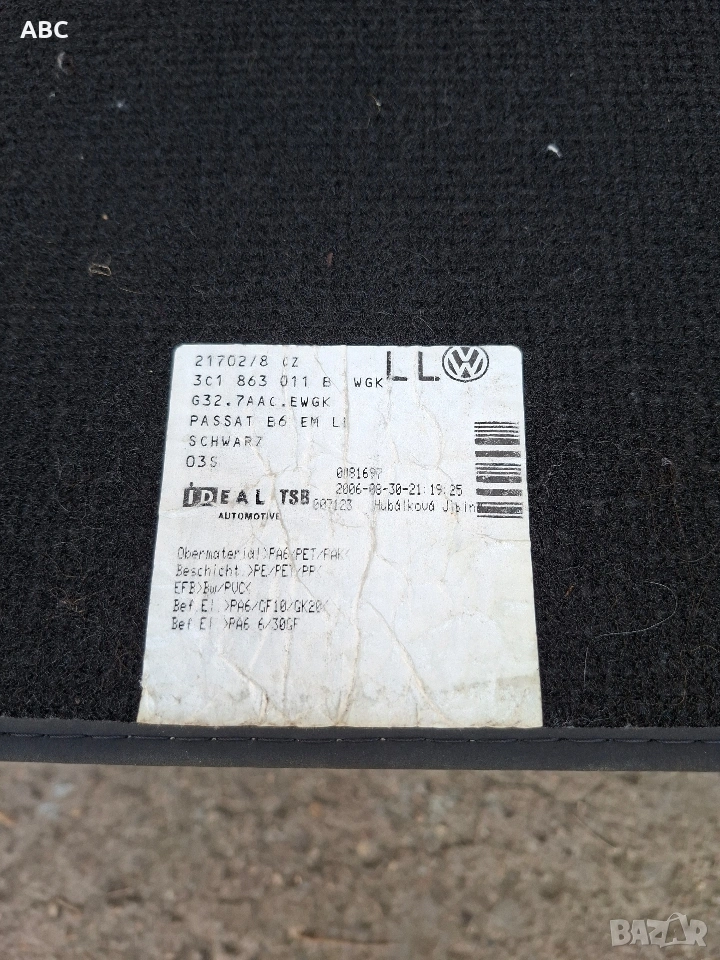 ABC
21702/8 CZ
3C1 863 011 B WGK LL
G32.7AAC.EWGK
PASSAT B6 EM LL
SCHWARZ
03S
0081697
2006-08-30-21:19:25
IDEAL TSB 007123 Hubálková
AUTOMOTIVE
Obermaterial>PA6/PET/PAK<
Beschicht.>PE/PET/PP<
EFB>Bw/PVC<
Bef.El.>PA6/GF10/GK20<
Bef.El.>PA6 6/30GF
BAZAR